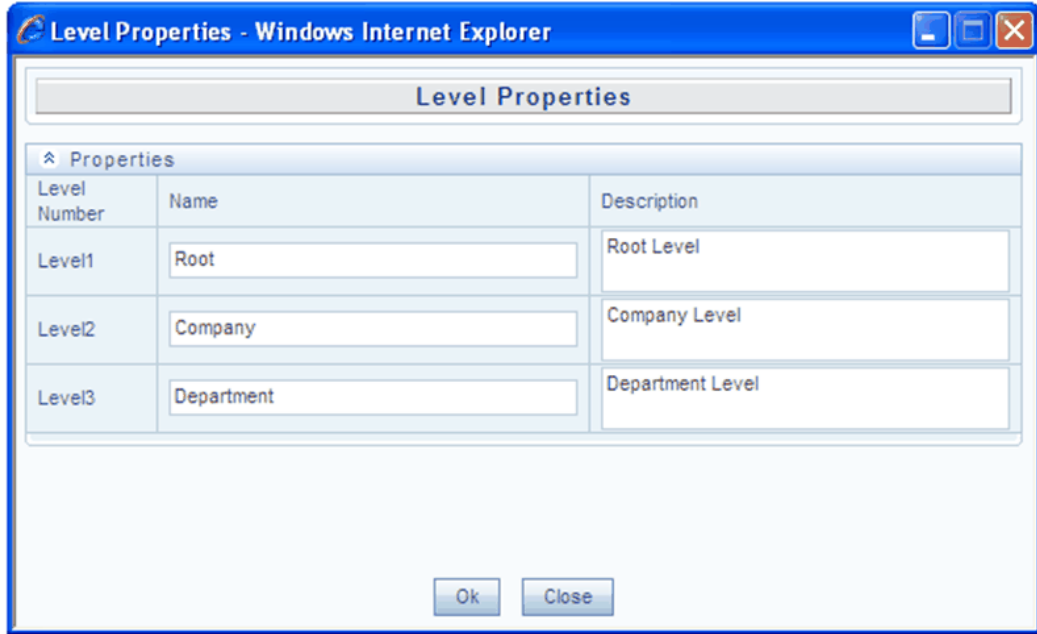 Level Properties - Windows Internet Explorer
Level Properties
Properties
Level
Number
Name
Description
Level1
Root
Root Level
Level2
Company
Company Level
Level3
Department
Department Level
Ok
Close